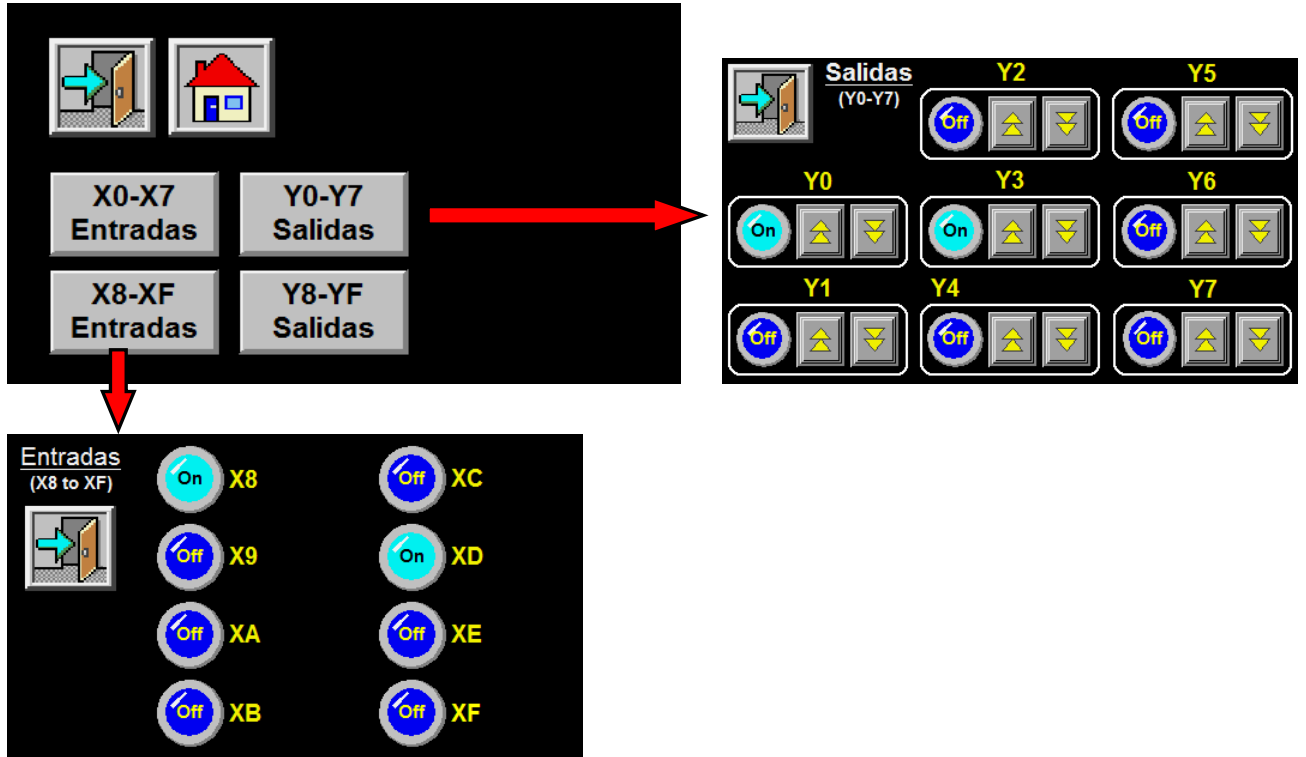 X0-X7
Entradas
Y0-Y7
Salidas
X8-XF
Entradas
Y8-YF
Salidas
Salidas
(Y0-Y7)
Y2
Off
Y5
Off
Y0
On
Y3
On
Y6
Off
Y1
Off
Y4
Off
Y7
Off
Entradas
(X8 to XF)
On X8
Off XC
Off X9
On XD
Off XA
Off XE
Off XB
Off XF